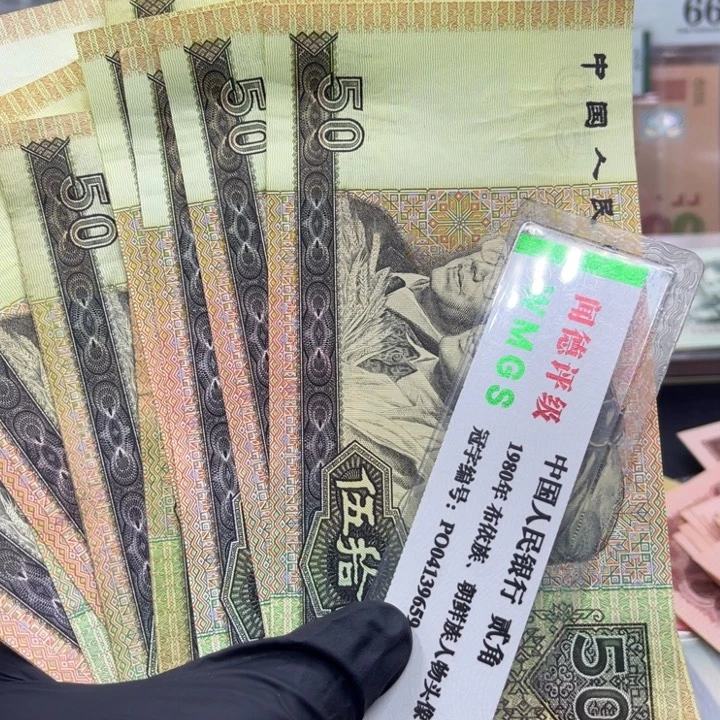 50
50
50
中国人民
伍拾
50
闻德评级
WMGS
中国人民银行 贰角
1980年 布依族、朝鲜族人物头像
冠字编号：PO04139659
66